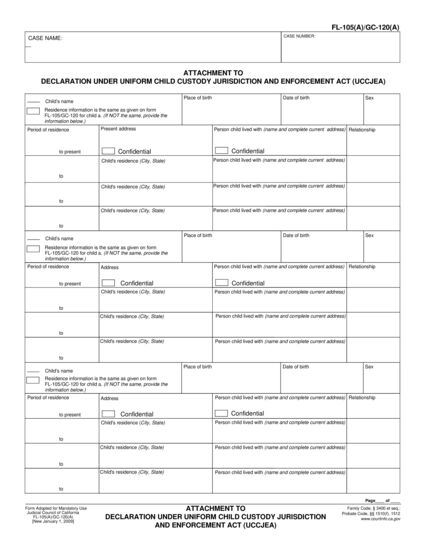 FL-105(A)/GC-120(A)
CASE NAME:
CASE NUMBER:
ATTACHMENT TO
DECLARATION UNDER UNIFORM CHILD CUSTODY JURISDICTION AND ENFORCEMENT ACT (UCCJEA)
Child's name
Place of birth
Date of birth
Sex
Residence information is the same as given on form
FL-105/GC-120 for child a. (If NOT the same, provide the
information below.)
Period of residence
Present address
Person child lived with (name and complete current address)
Relationship
to present
Confidential
Confidential
Child's residence (City, State)
Person child lived with (name and complete current address)
to
Child's residence (City, State)
Person child lived with (name and complete current address)
to
Child's residence (City, State)
Person child lived with (name and complete current address)
to
Child's name
Place of birth
Date of birth
Sex
Residence information is the same as given on form
FL-105/GC-120 for child a. (If NOT the same, provide the
information below.)
Period of residence
Address
Person child lived with (name and complete current address)
Relationship
to present
Confidential
Confidential
Child's residence (City, State)
Person child lived with (name and complete current address)
to
Child's residence (City, State)
Person child lived with (name and complete current address)
to
Child's residence (City, State)
Person child lived with (name and complete current address)
to
Child's name
Place of birth
Date of birth
Sex
Residence information is the same as given on form
FL-105/GC-120 for child a. (If NOT the same, provide the
information below.)
Period of residence
Address
Person child lived with (name and complete current address)
Relationship
to present
Confidential
Confidential
Child's residence (City, State)
Person child lived with (name and complete current address)
to
Child's residence (City, State)
Person child lived with (name and complete current address)
to
Child's residence (City, State)
Person child lived with (name and complete current address)
to
Page ___ of ___
Form Adopted for Mandatory Use
Judicial Council of California
FL-105(A)/GC-120(A)
[New January 1, 2009]
ATTACHMENT TO
DECLARATION UNDER UNIFORM CHILD CUSTODY JURISDICTION
AND ENFORCEMENT ACT (UCCJEA)
Family Code, § 3400 et seq.;
Probate Code, §§ 1510(f), 1512
www.courtinfo.ca.gov